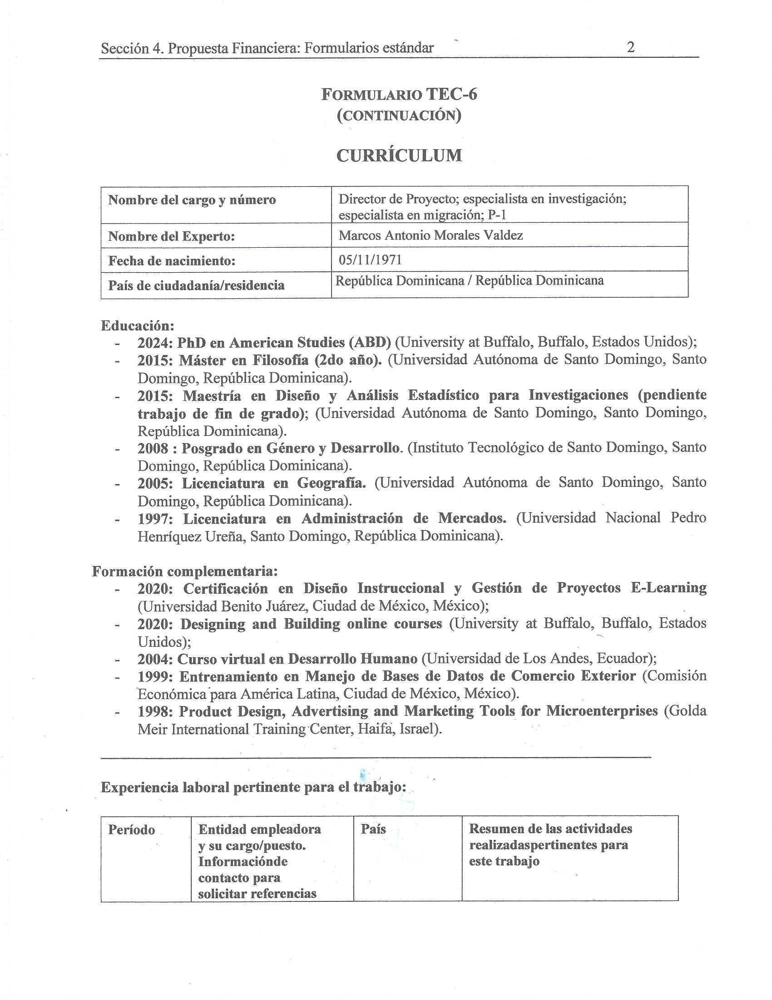 Sección 4. Propuesta Financiera: Formularios estándar 2
FORMULARIO TEC-6
(CONTINUACIÓN)
CURRÍCULUM
Nombre del cargo y número
Director de Proyecto; especialista en investigación;
especialista en migración; P-1
Nombre del Experto:
Marcos Antonio Morales Valdez
Fecha de nacimiento:
05/11/1971
País de ciudadanía/residencia
República Dominicana / República Dominicana
Educación:
- 2024: PhD en American Studies (ABD) (University at Buffalo, Buffalo, Estados Unidos);
- 2015: Máster en Filosofía (2do año). (Universidad Autónoma de Santo Domingo, Santo
Domingo, República Dominicana).
- 2015: Maestría en Diseño y Análisis Estadístico para Investigaciones (pendiente
trabajo de fin de grado); (Universidad Autónoma de Santo Domingo, Santo Domingo,
República Dominicana).
- 2008 : Posgrado en Género y Desarrollo. (Instituto Tecnológico de Santo Domingo, Santo
Domingo, República Dominicana).
- 2005: Licenciatura en Geografía. (Universidad Autónoma de Santo Domingo, Santo
Domingo, República Dominicana).
- 1997: Licenciatura en Administración de Mercados. (Universidad Nacional Pedro
Henríquez Ureña, Santo Domingo, República Dominicana).
Formación complementaria:
- 2020: Certificación en Diseño Instruccional y Gestión de Proyectos E-Learning
(Universidad Benito Juárez, Ciudad de México, México);
- 2020: Designing and Building online courses (University at Buffalo, Buffalo, Estados
Unidos);
- 2004: Curso virtual en Desarrollo Humano (Universidad de Los Andes, Ecuador);
- 1999: Entrenamiento en Manejo de Bases de Datos de Comercio Exterior (Comisión
Económica para América Latina, Ciudad de México, México).
- 1998: Product Design, Advertising and Marketing Tools for Microenterprises (Golda
Meir International Training Center, Haifa, Israel).
Experiencia laboral pertinente para el trabajo:
Período
Entidad empleadora
y su cargo/puesto.
Informaciónde
contacto para
solicitar referencias
País
Resumen de las actividades
realizadaspertinentes para
este trabajo